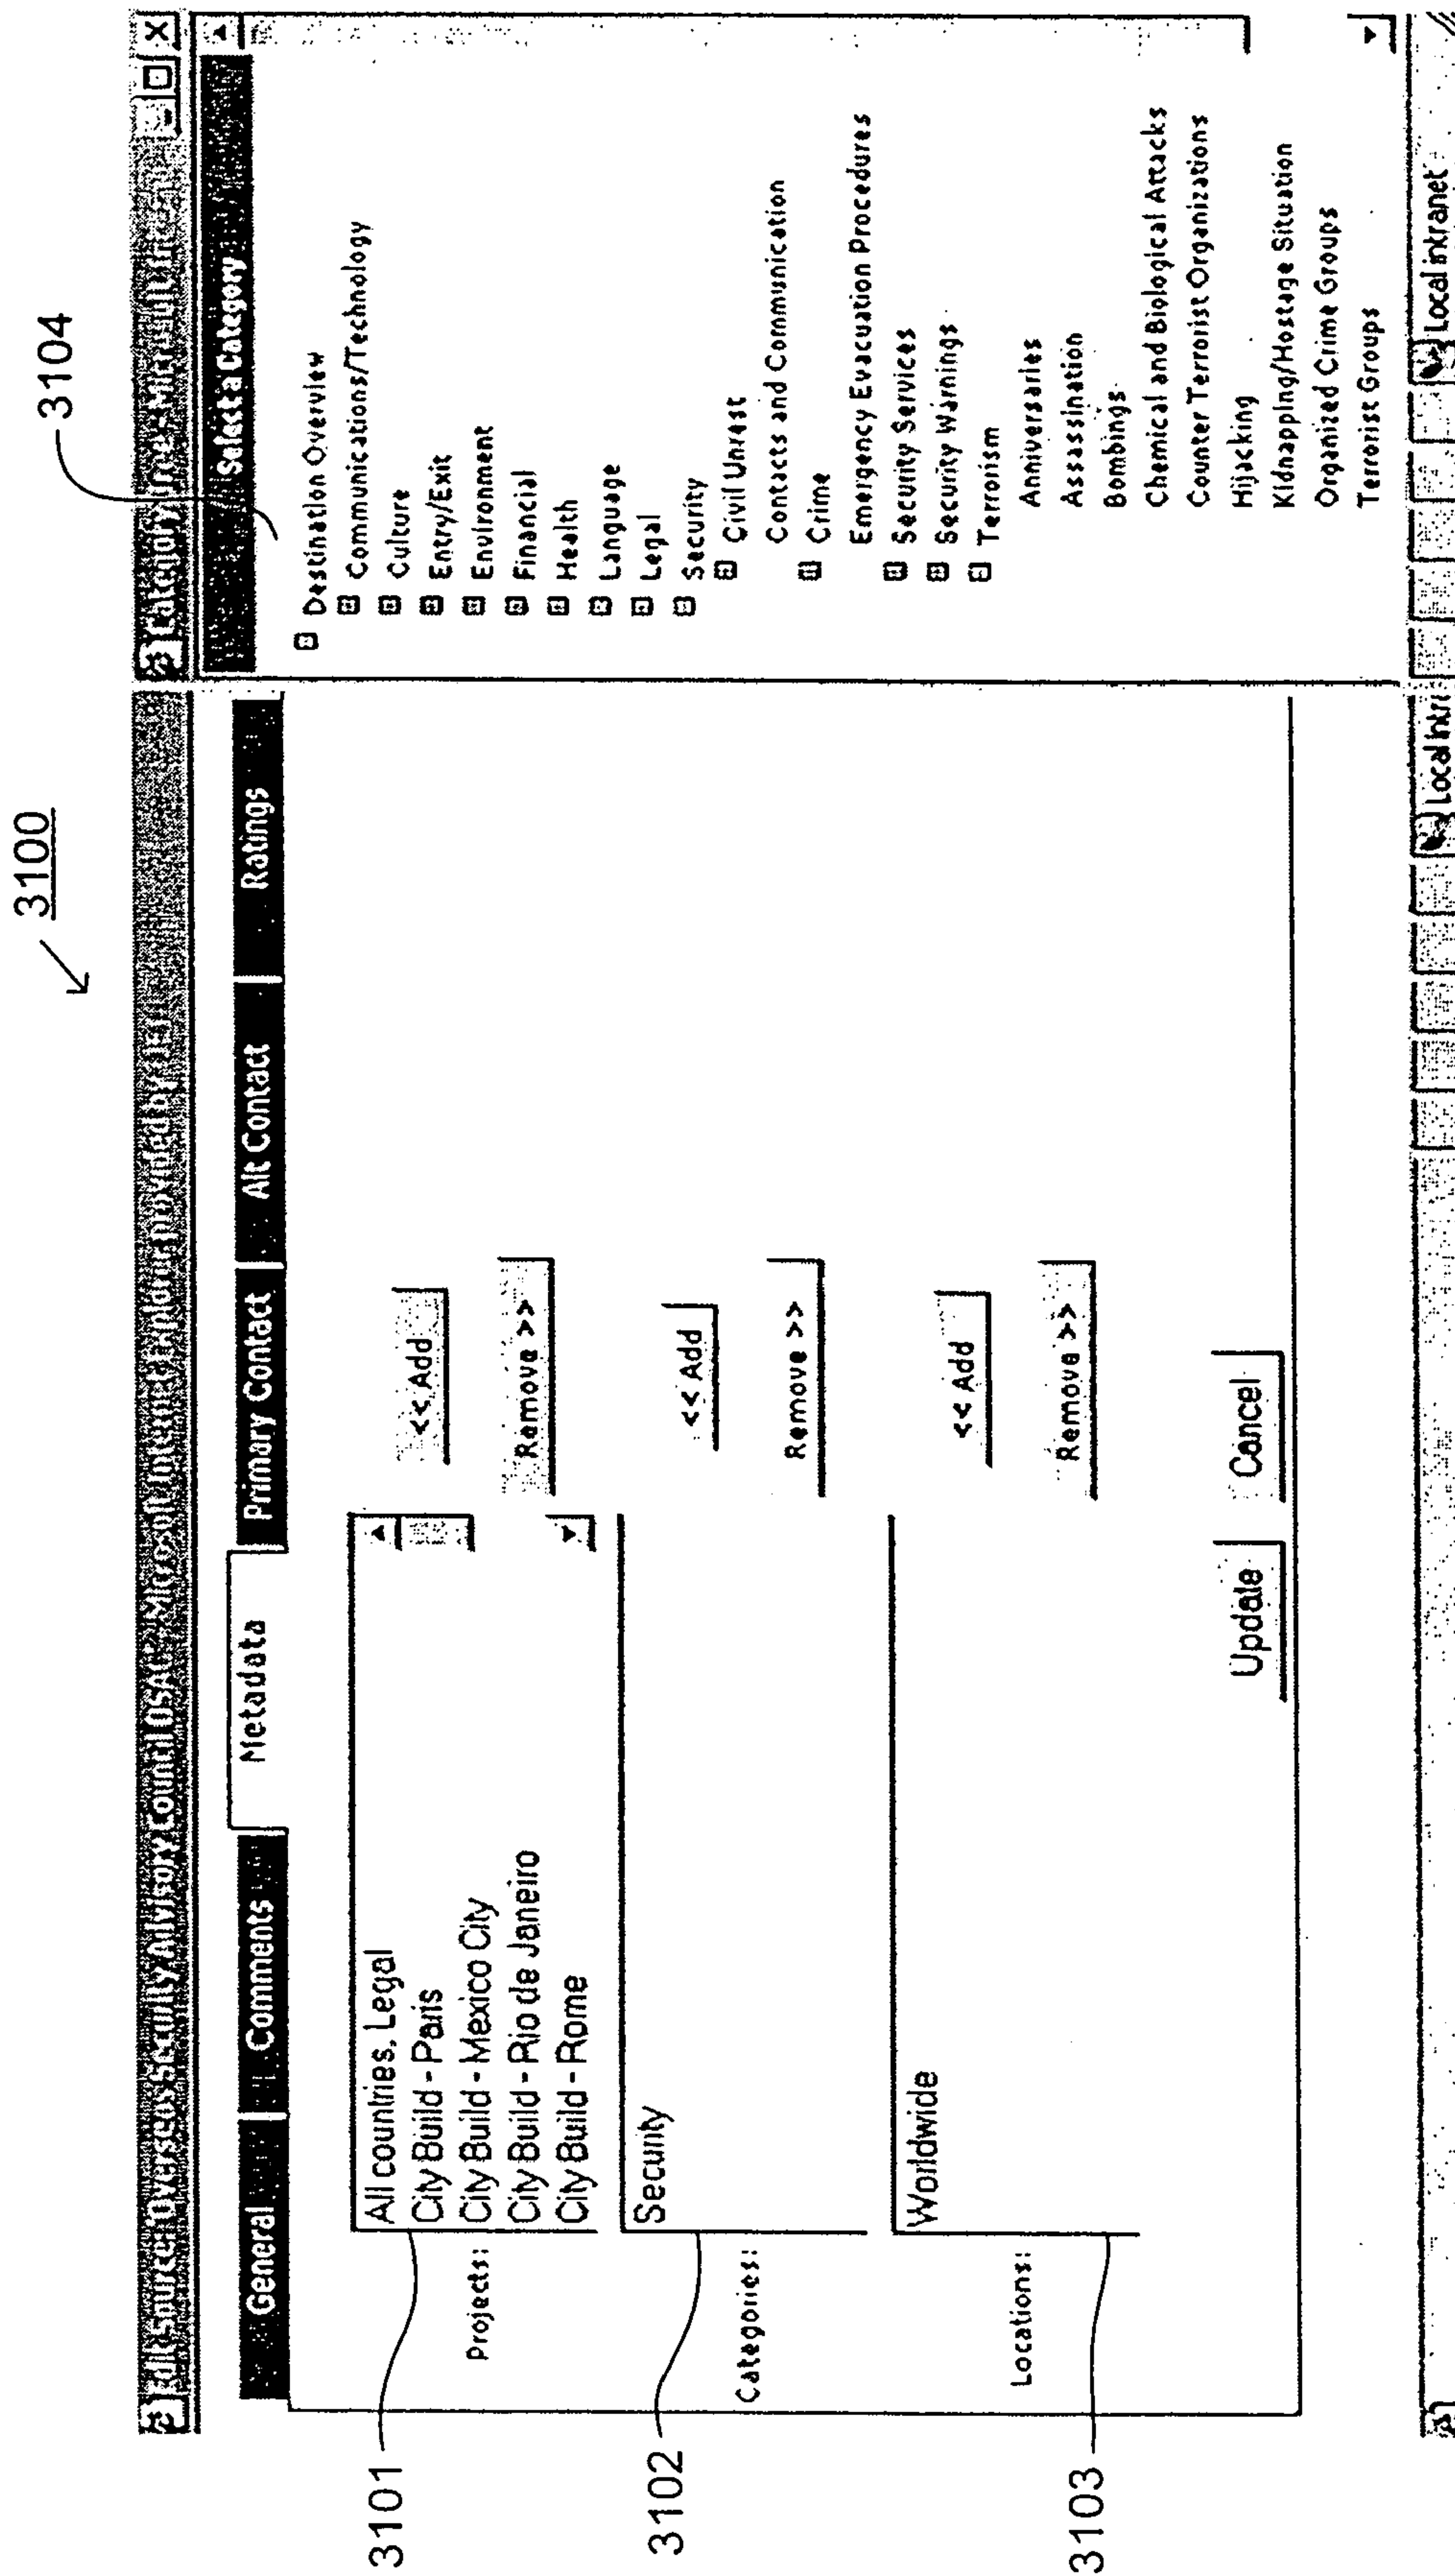 3100
3104
Edit source: Overseas Security Advisory Council (OSAC) - Microsoft Internet Explorer provided by
General
Comments
Metadata
Primary Contact
Alt Contact
Ratings
3101
Projects:
All countries, Legal
City Build - Paris
City Build - Mexico City
City Build - Rio de Janeiro
City Build - Rome
<< Add
Remove >>
3102
Categories:
Security
<< Add
Remove >>
3103
Locations:
Worldwide
<< Add
Remove >>
Update
Cancel
Local intr
Select a Category
Destination Overview
Communications/Technology
Culture
Entry/Exit
Environment
Financial
Health
Language
Legal
Security
Civil Unrest
Contacts and Communication
Crime
Emergency Evacuation Procedures
Security Services
Security Warnings
Terrorism
Anniversaries
Assassination
Bombings
Chemical and Biological Attacks
Counter Terrorist Organizations
Hijacking
Kidnapping/Hostage Situation
Organized Crime Groups
Terrorist Groups
Local intranet